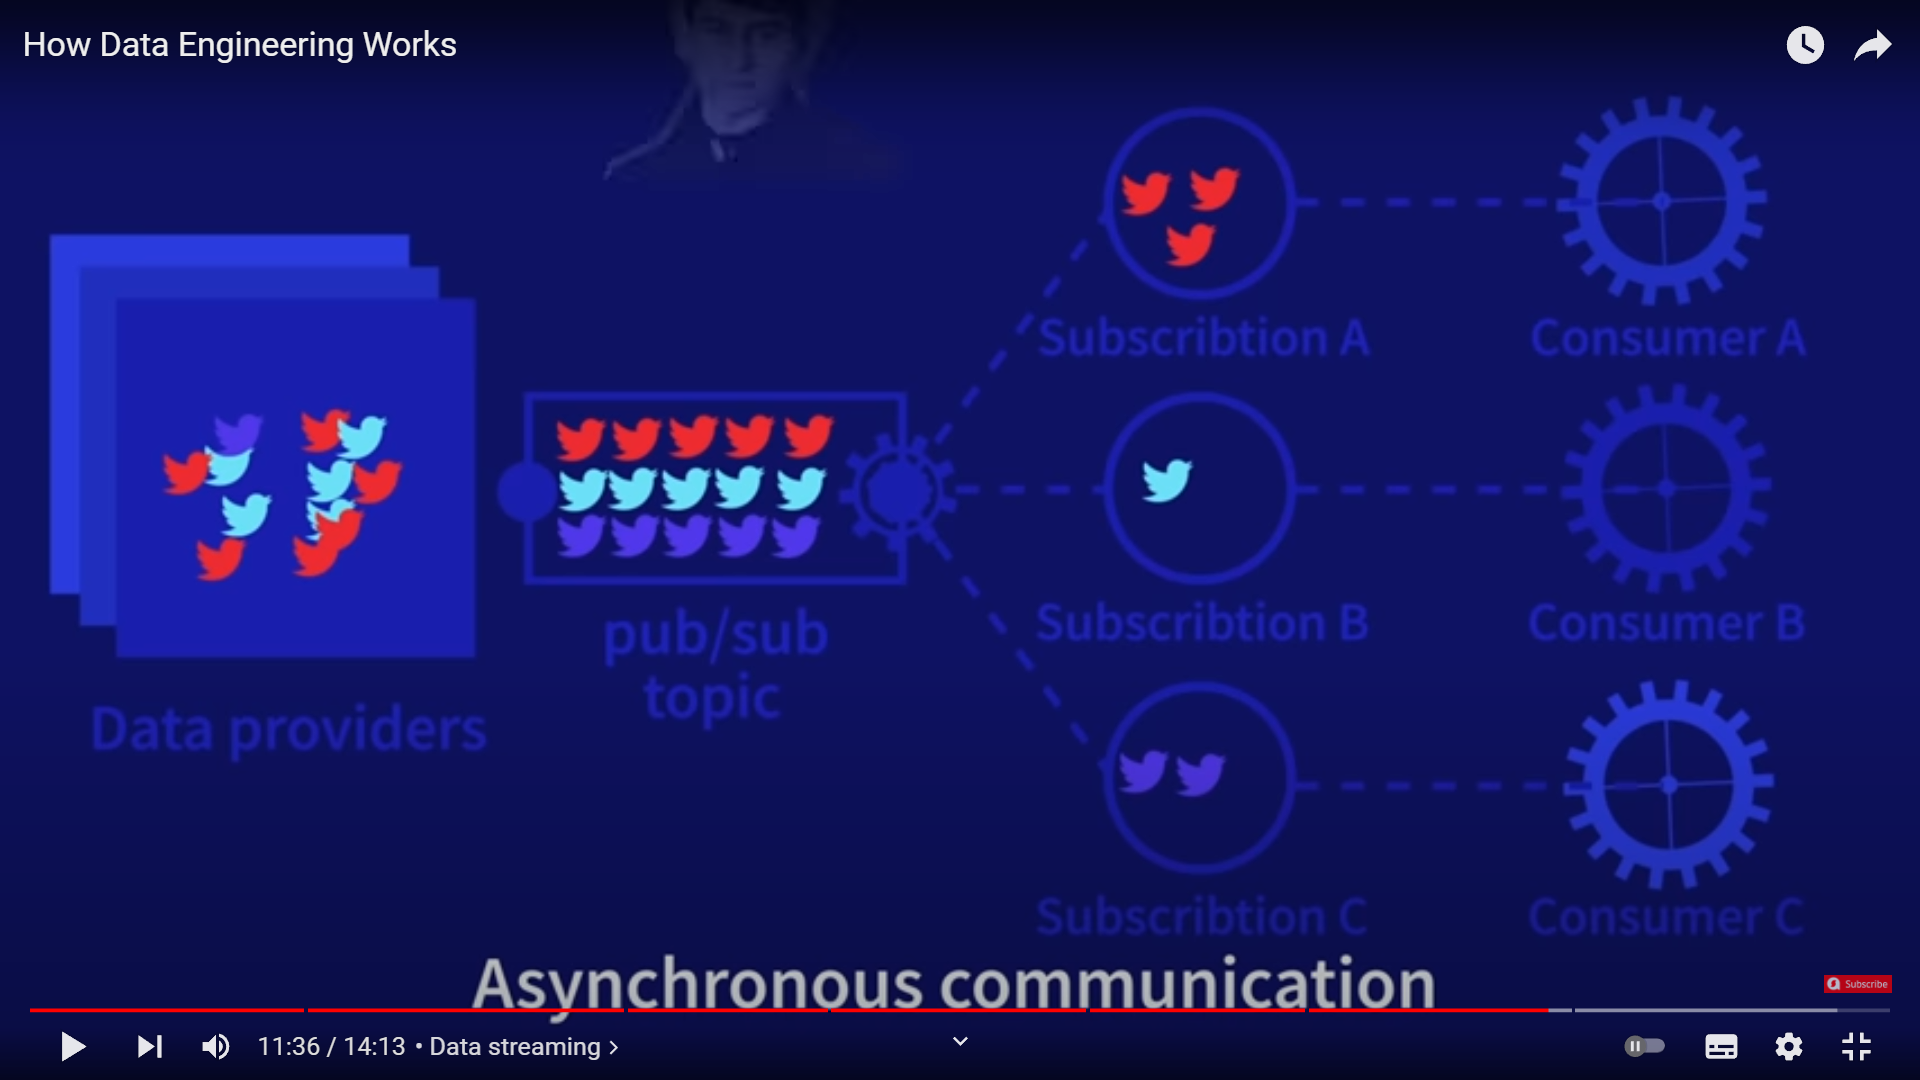 How Data Engineering Works
Subscribtion A
Consumer A
Subscribtion B
Consumer B
pub/sub
topic
Data providers
Subscribtion C
Consumer C
Asynchronous communication
Subscribe
11:36 / 14:13 • Data streaming